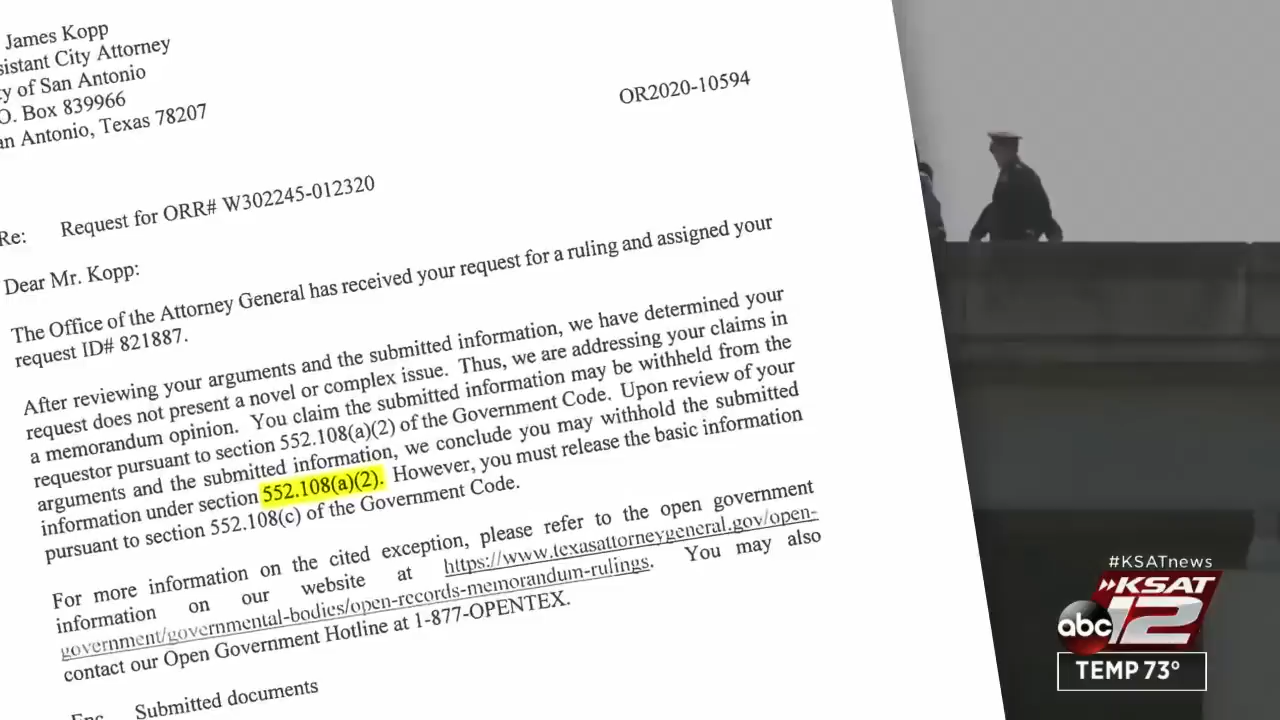 James Kopp
sistant City Attorney
y of San Antonio
O. Box 839966
an Antonio, Texas 78207
OR2020-10594
Re: Request for ORR# W302245-012320
Dear Mr. Kopp:
The Office of the Attorney General has received your request for a ruling and assigned your
request ID# 821887.
After reviewing your arguments and the submitted information, we have determined your
request does not present a novel or complex issue. Thus, we are addressing your claims in
a memorandum opinion. You claim the submitted information may be withheld from the
requestor pursuant to section 552.108(a)(2) of the Government Code. Upon review of your
arguments and the submitted information, we conclude you may withhold the submitted
information under section 552.108(a)(2). However, you must release the basic information
pursuant to section 552.108(c) of the Government Code.
For more information on the cited exception, please refer to the open government
information on our website at https://www.texasattorneygeneral.gov/open-
government/governmental-bodies/open-records-memorandum-rulings. You may also
contact our Open Government Hotline at 1-877-OPENTEX.
Enc. Submitted documents
#KSATnews
KSAT
abc 12
TEMP 73°